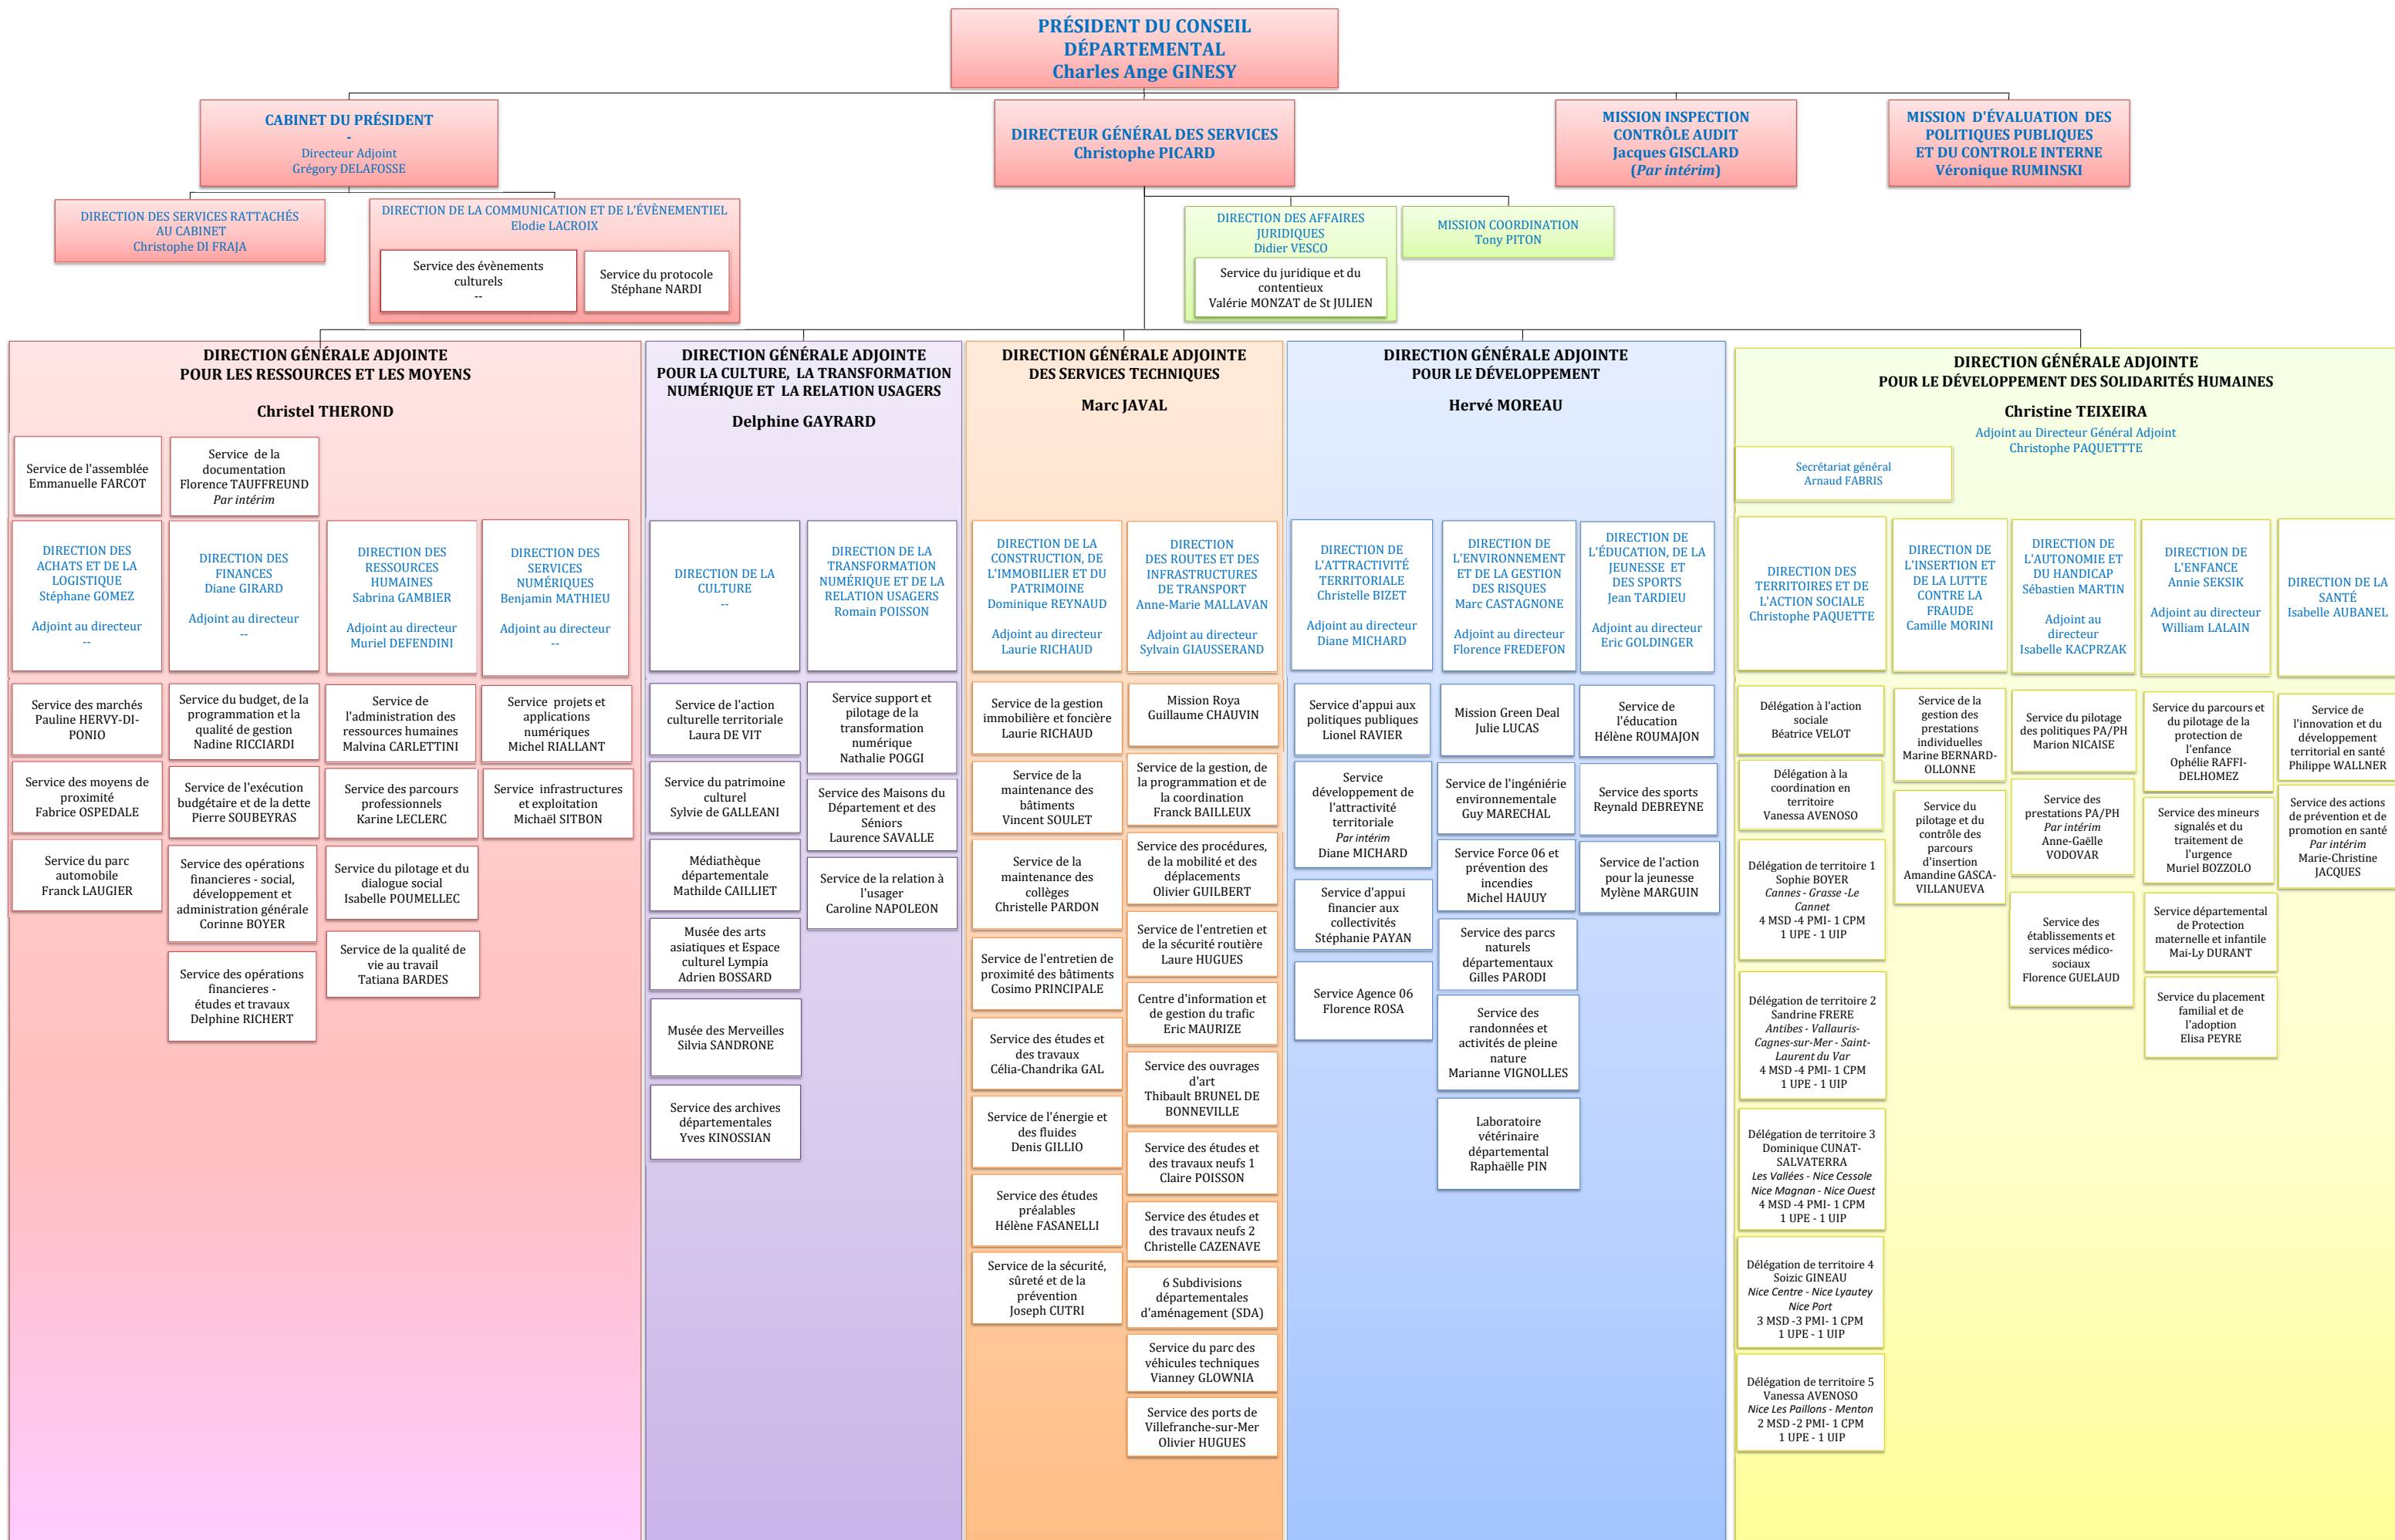 PRÉSIDENT DU CONSEIL
DÉPARTEMENTAL
Charles Ange GINESY
CABINET DU PRÉSIDENT
-
Directeur Adjoint
Grégory DELAFOSSE
DIRECTEUR GÉNÉRAL DES SERVICES
Christophe PICARD
MISSION INSPECTION
CONTRÔLE AUDIT
Jacques GISCLARD
(Par intérim)
MISSION D'ÉVALUATION DES
POLITIQUES PUBLIQUES
ET DU CONTROLE INTERNE
Véronique RUMINSKI
DIRECTION DES SERVICES RATTACHÉS
AU CABINET
Christophe DI FRAJA
DIRECTION DE LA COMMUNICATION ET DE L'ÉVÈNEMENTIEL
Elodie LACROIX
Service des évènements
culturels
--
Service du protocole
Stéphane NARDI
DIRECTION DES AFFAIRES
JURIDIQUES
Didier VESCO
Service du juridique et du
contentieux
Valérie MONZAT de St JULIEN
MISSION COORDINATION
Tony PITON
DIRECTION GÉNÉRALE ADJOINTE
POUR LES RESSOURCES ET LES MOYENS
Christel THEROND
Service de l'assemblée
Emmanuelle FARCOT
Service de la
documentation
Florence TAUFFREUND
Par intérim
DIRECTION DES
ACHATS ET DE LA
LOGISTIQUE
Stéphane GOMEZ
Adjoint au directeur
--
Service des marchés
Pauline HERVY-DI-
PONIO
Service des moyens de
proximité
Fabrice OSPEDALE
Service du parc
automobile
Franck LAUGIER
DIRECTION DES
FINANCES
Diane GIRARD
Adjoint au directeur
--
Service du budget, de la
programmation et la
qualité de gestion
Nadine RICCIARDI
Service de l'exécution
budgétaire et de la dette
Pierre SOUBEYRAS
Service des opérations
financieres - social,
développement et
administration générale
Corinne BOYER
Service des opérations
financieres -
études et travaux
Delphine RICHERT
DIRECTION DES
RESSOURCES
HUMAINES
Sabrina GAMBIER
Adjoint au directeur
Muriel DEFENDINI
Service de
l'administration des
ressources humaines
Malvina CARLETTINI
Service des parcours
professionnels
Karine LECLERC
Service du pilotage et du
dialogue social
Isabelle POUMELLEC
Service de la qualité de
vie au travail
Tatiana BARDES
DIRECTION DES
SERVICES
NUMÉRIQUES
Benjamin MATHIEU
Adjoint au directeur
--
Service projets et
applications
numériques
Michel RIALLANT
Service infrastructures
et exploitation
Michaël SITBON
DIRECTION GÉNÉRALE ADJOINTE
POUR LA CULTURE, LA TRANSFORMATION
NUMÉRIQUE ET LA RELATION USAGERS
Delphine GAYRARD
DIRECTION DE LA
CULTURE
--
Service de l'action
culturelle territoriale
Laura DE VIT
Service du patrimoine
culturel
Sylvie de GALLEANI
Médiathèque
départementale
Mathilde CAILLIET
Musée des arts
asiatiques et Espace
culturel Lympia
Adrien BOSSARD
Musée des Merveilles
Silvia SANDRONE
Service des archives
départementales
Yves KINOSSIAN
DIRECTION DE LA
TRANSFORMATION
NUMÉRIQUE ET DE LA
RELATION USAGERS
Romain POISSON
Service support et
pilotage de la
transformation
numérique
Nathalie POGGI
Service des Maisons du
Département et des
Séniors
Laurence SAVALLE
Service de la relation à
l'usager
Caroline NAPOLEON
DIRECTION GÉNÉRALE ADJOINTE
DES SERVICES TECHNIQUES
Marc JAVAL
DIRECTION DE LA
CONSTRUCTION, DE
L'IMMOBILIER ET DU
PATRIMOINE
Dominique REYNAUD
Adjoint au directeur
Laurie RICHAUD
Service de la gestion
immobilière et foncière
Laurie RICHAUD
Service de la
maintenance des
bâtiments
Vincent SOULET
Service de la
maintenance des
collèges
Christelle PARDON
Service de l'entretien de
proximité des bâtiments
Cosimo PRINCIPALE
Service des études et
des travaux
Célia-Chandrika GAL
Service de l'énergie et
des fluides
Denis GILLIO
Service des études
préalables
Hélène FASANELLI
Service de la sécurité,
sûreté et de la
prévention
Joseph CUTRI
DIRECTION
DES ROUTES ET DES
INFRASTRUCTURES
DE TRANSPORT
Anne-Marie MALLAVAN
Adjoint au directeur
Sylvain GIAUSSERAND
Mission Roya
Guillaume CHAUVIN
Service de la gestion, de
la programmation et de
la coordination
Franck BAILLEUX
Service des procédures,
de la mobilité et des
déplacements
Olivier GUILBERT
Service de l'entretien et
de la sécurité routière
Laure HUGUES
Centre d'information et
de gestion du trafic
Eric MAURIZE
Service des ouvrages
d'art
Thibault BRUNEL DE
BONNEVILLE
Service des études et
des travaux neufs 1
Claire POISSON
Service des études et
des travaux neufs 2
Christelle CAZENAVE
6 Subdivisions
départementales
d'aménagement (SDA)
Service du parc des
véhicules techniques
Vianney GLOWNIA
Service des ports de
Villefranche-sur-Mer
Olivier HUGUES
DIRECTION GÉNÉRALE ADJOINTE
POUR LE DÉVELOPPEMENT
Hervé MOREAU
DIRECTION DE
L'ATTRACTIVITÉ
TERRITORIALE
Christelle BIZET
Adjoint au directeur
Diane MICHARD
Service d'appui aux
politiques publiques
Lionel RAVIER
Service
développement de
l'attractivité
territoriale
Par intérim
Diane MICHARD
Service d'appui
financier aux
collectivités
Stéphanie PAYAN
Service Agence 06
Florence ROSA
DIRECTION DE
L'ENVIRONNEMENT
ET DE LA GESTION
DES RISQUES
Marc CASTAGNONE
Adjoint au directeur
Florence FREDEFON
Mission Green Deal
Julie LUCAS
Service de l'ingéniérie
environnementale
Guy MARECHAL
Service Force 06 et
prévention des
incendies
Michel HAUUY
Service des parcs
naturels
départementaux
Gilles PARODI
Service des
randonnées et
activités de pleine
nature
Marianne VIGNOLLES
Laboratoire
vétérinaire
départemental
Raphaëlle PIN
DIRECTION DE
L'ÉDUCATION, DE LA
JEUNESSE ET
DES SPORTS
Jean TARDIEU
Adjoint au directeur
Eric GOLDINGER
Service de
l'éducation
Hélène ROUMAJON
Service des sports
Reynald DEBREYNE
Service de l'action
pour la jeunesse
Mylène MARGUIN
DIRECTION GÉNÉRALE ADJOINTE
POUR LE DÉVELOPPEMENT DES SOLIDARITÉS HUMAINES
Christine TEIXEIRA
Adjoint au Directeur Général Adjoint
Christophe PAQUETTTE
Secrétariat général
Arnaud FABRIS
DIRECTION DES
TERRITOIRES ET DE
L'ACTION SOCIALE
Christophe PAQUETTE
Délégation à l'action
sociale
Béatrice VELOT
Délégation à la
coordination en
territoire
Vanessa AVENOSO
Délégation de territoire 1
Sophie BOYER
Cannes - Grasse -Le
Cannet
4 MSD -4 PMI- 1 CPM
1 UPE - 1 UIP
Délégation de territoire 2
Sandrine FRERE
Antibes - Vallauris-
Cagnes-sur-Mer - Saint-
Laurent du Var
4 MSD -4 PMI- 1 CPM
1 UPE - 1 UIP
Délégation de territoire 3
Dominique CUNAT-
SALVATERRA
Les Vallées - Nice Cessole
Nice Magnan - Nice Ouest
4 MSD -4 PMI- 1 CPM
1 UPE - 1 UIP
Délégation de territoire 4
Soizic GINEAU
Nice Centre - Nice Lyautey
Nice Port
3 MSD -3 PMI- 1 CPM
1 UPE - 1 UIP
Délégation de territoire 5
Vanessa AVENOSO
Nice Les Paillons - Menton
2 MSD -2 PMI- 1 CPM
1 UPE - 1 UIP
DIRECTION DE
L'INSERTION ET
DE LA LUTTE
CONTRE LA
FRAUDE
Camille MORINI
Service de la
gestion des
prestations
individuelles
Marine BERNARD-
OLLONNE
Service du
pilotage et du
contrôle des
parcours
d'insertion
Amandine GASCA-
VILLANUEVA
DIRECTION DE
L'AUTONOMIE ET
DU HANDICAP
Sébastien MARTIN
Adjoint au
directeur
Isabelle KACPRZAK
Service du pilotage
des politiques PA/PH
Marion NICAISE
Service des
prestations PA/PH
Par intérim
Anne-Gaëlle
VODOVAR
Service des
établissements et
services médico-
sociaux
Florence GUELAUD
DIRECTION DE
L'ENFANCE
Annie SEKSIK
Adjoint au directeur
William LALAIN
Service du parcours et
du pilotage de la
protection de
l'enfance
Ophélie RAFFI-
DELHOMEZ
Service des mineurs
signalés et du
traitement de
l'urgence
Muriel BOZZOLO
Service départemental
de Protection
maternelle et infantile
Mai-Ly DURANT
Service du placement
familial et de
l'adoption
Elisa PEYRE
DIRECTION DE LA
SANTÉ
Isabelle AUBANEL
Service de
l'innovation et du
développement
territorial en santé
Philippe WALLNER
Service des actions
de prévention et de
promotion en santé
Par intérim
Marie-Christine
JACQUES